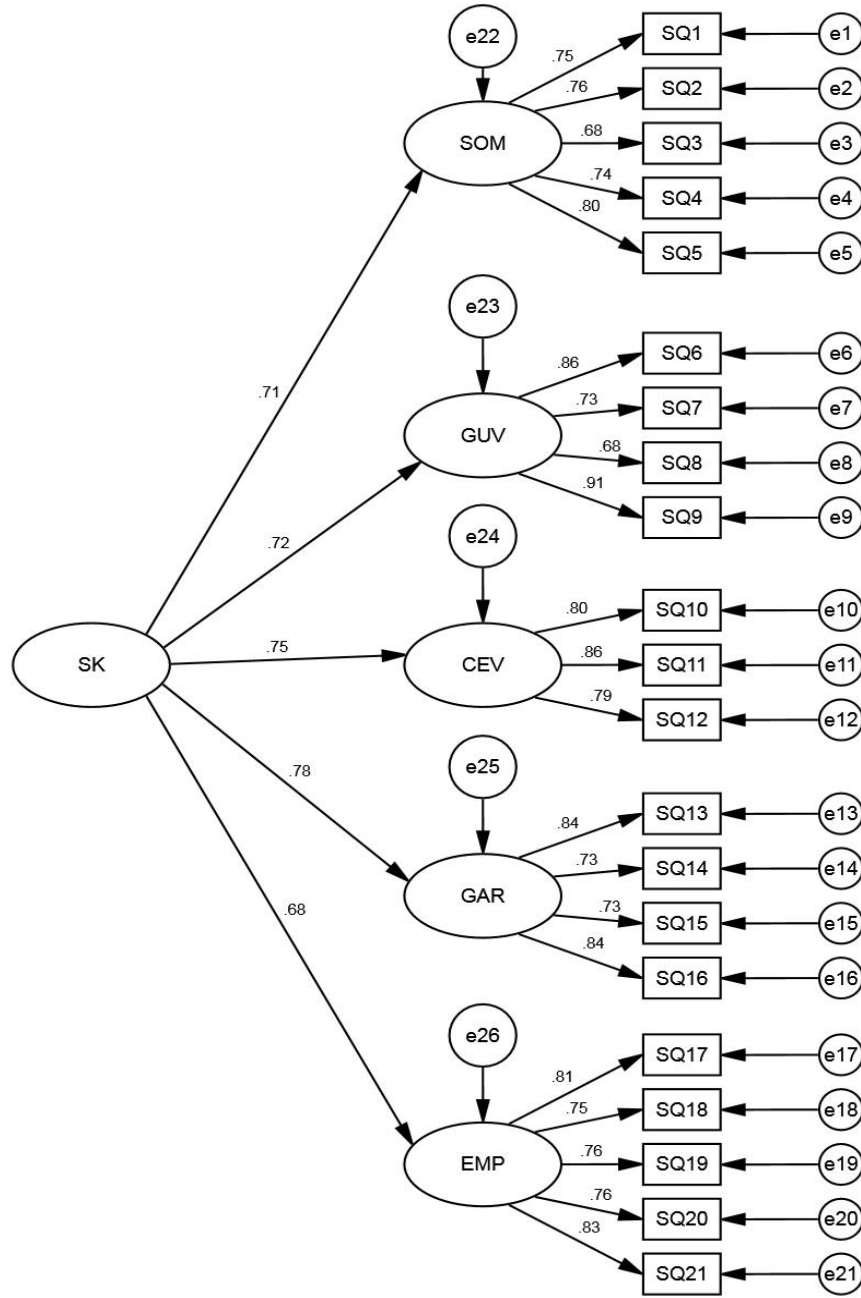 e22
SOM
.75
SQ1
e1
.76
SQ2
e2
.68
SQ3
e3
.74
SQ4
e4
.80
SQ5
e5
.71
e23
GUV
.86
SQ6
e6
.73
SQ7
e7
.68
SQ8
e8
.91
SQ9
e9
.72
SK
.75
e24
CEV
.80
SQ10
e10
.86
SQ11
e11
.79
SQ12
e12
.78
e25
GAR
.84
SQ13
e13
.73
SQ14
e14
.73
SQ15
e15
.84
SQ16
e16
.68
e26
EMP
.81
SQ17
e17
.75
SQ18
e18
.76
SQ19
e19
.76
SQ20
e20
.83
SQ21
e21